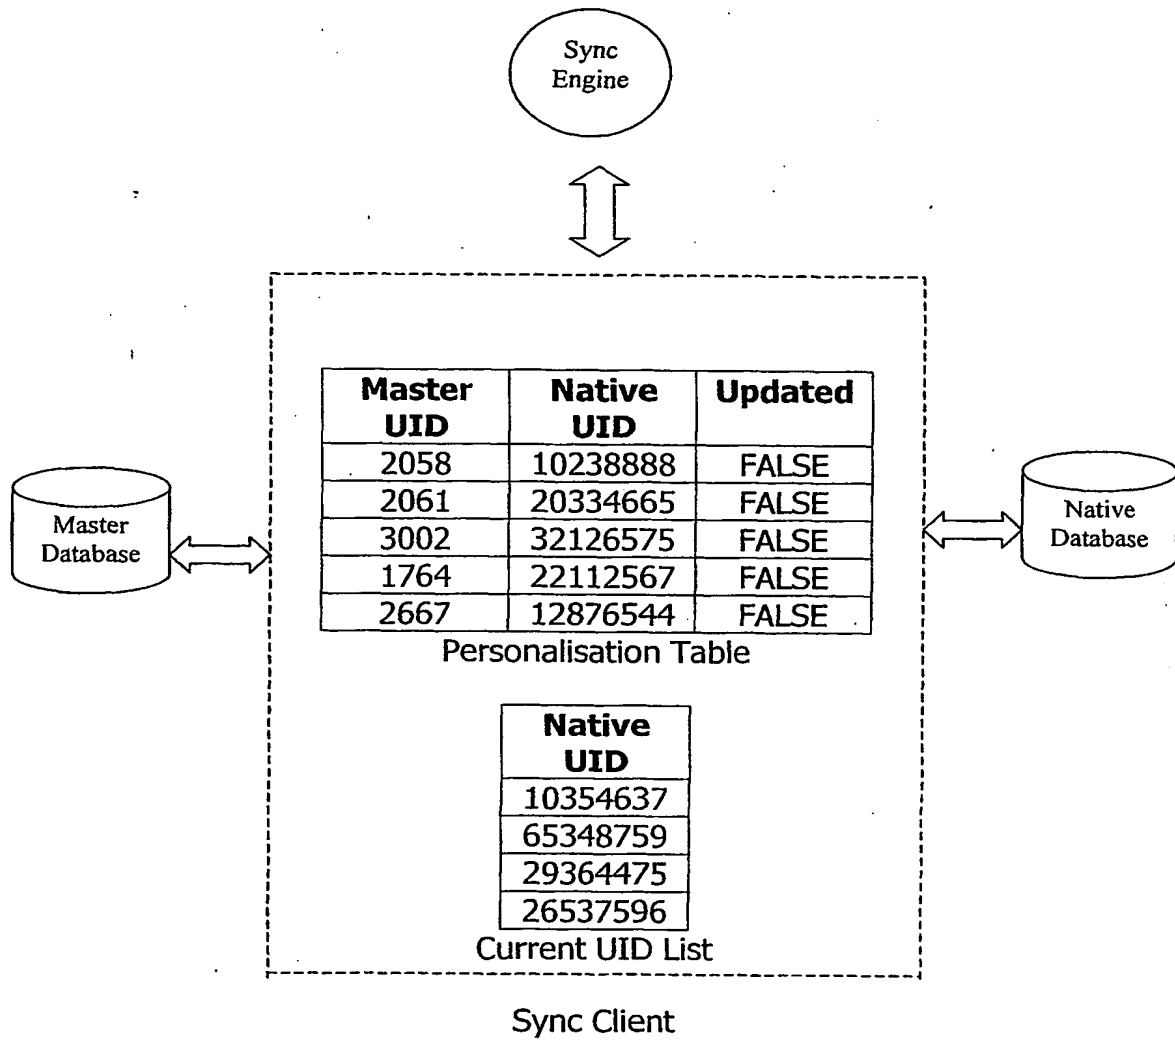 Sync
Engine
Master
UID
Native
UID
Updated
2058 10238888 FALSE
2061 20334665 FALSE
3002 32126575 FALSE
1764 22112567 FALSE
2667 12876544 FALSE
Personalisation Table
Master
Database
Native
Database
Native
UID
10354637
65348759
29364475
26537596
Current UID List
Sync Client